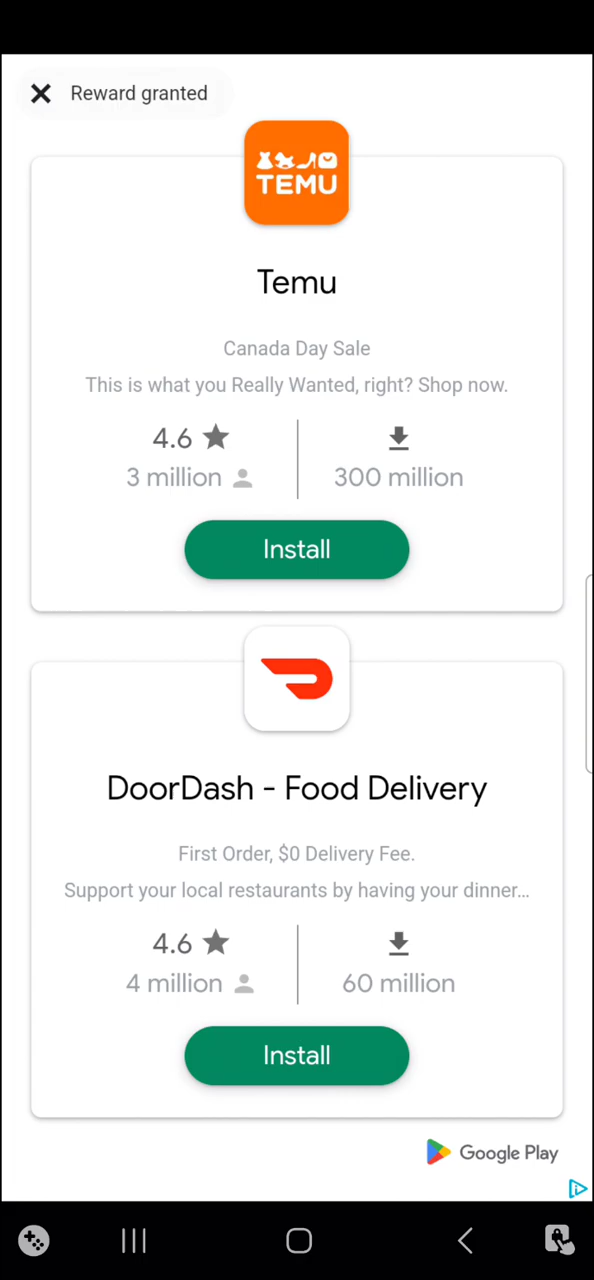 Reward granted
TEMU
Temu
Canada Day Sale
This is what you Really Wanted, right? Shop now.
4.6
3 million
300 million
Install
DoorDash - Food Delivery
First Order, $0 Delivery Fee.
Support your local restaurants by having your dinner...
4.6
4 million
60 million
Install
Google Play